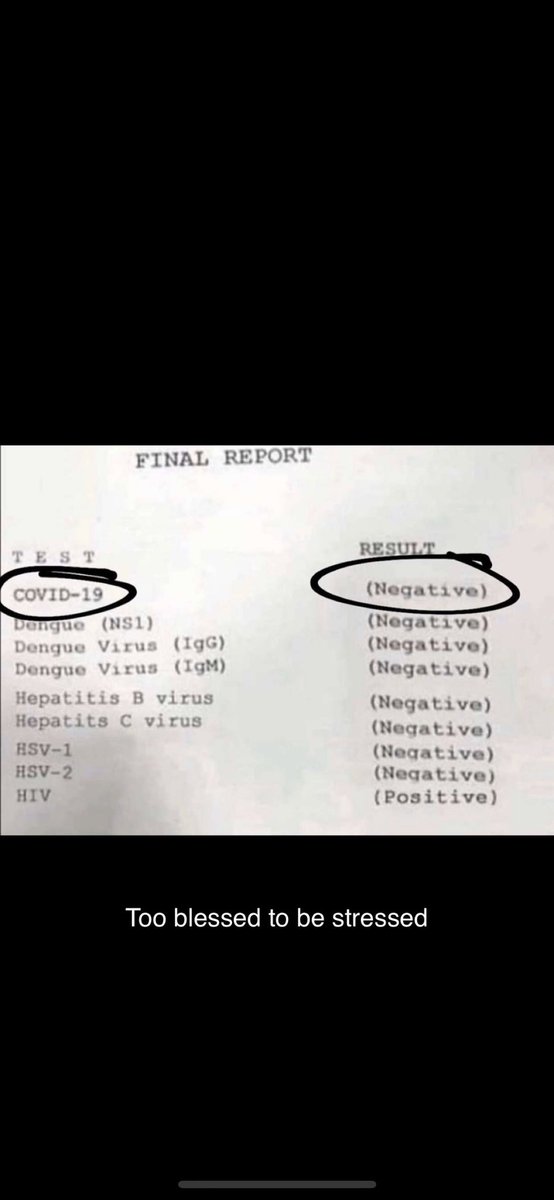 FINAL REPORT
TEST RESULT
COVID-19 (Negative)
Dengue (NS1) (Negative)
Dengue Virus (IgG) (Negative)
Dengue Virus (IgM) (Negative)
Hepatitis B virus (Negative)
Hepatits C virus (Negative)
HSV-1 (Negative)
HSV-2 (Negative)
HIV (Positive)
Too blessed to be stressed